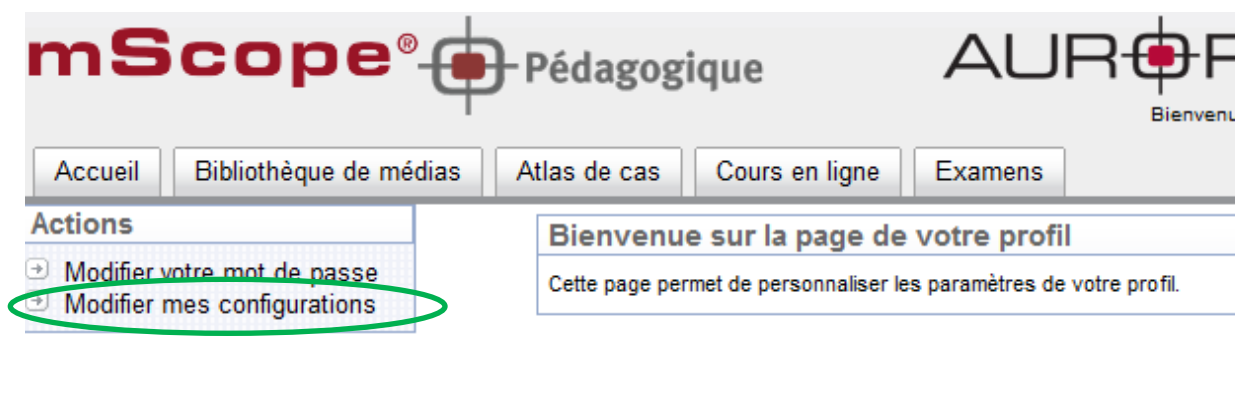 mScope® Pédagogique
AUR
Bienvenu
Accueil Bibliothèque de médias Atlas de cas Cours en ligne Examens
Actions
Modifier votre mot de passe
Modifier mes configurations
Bienvenue sur la page de votre profil
Cette page permet de personnaliser les paramètres de votre profil.